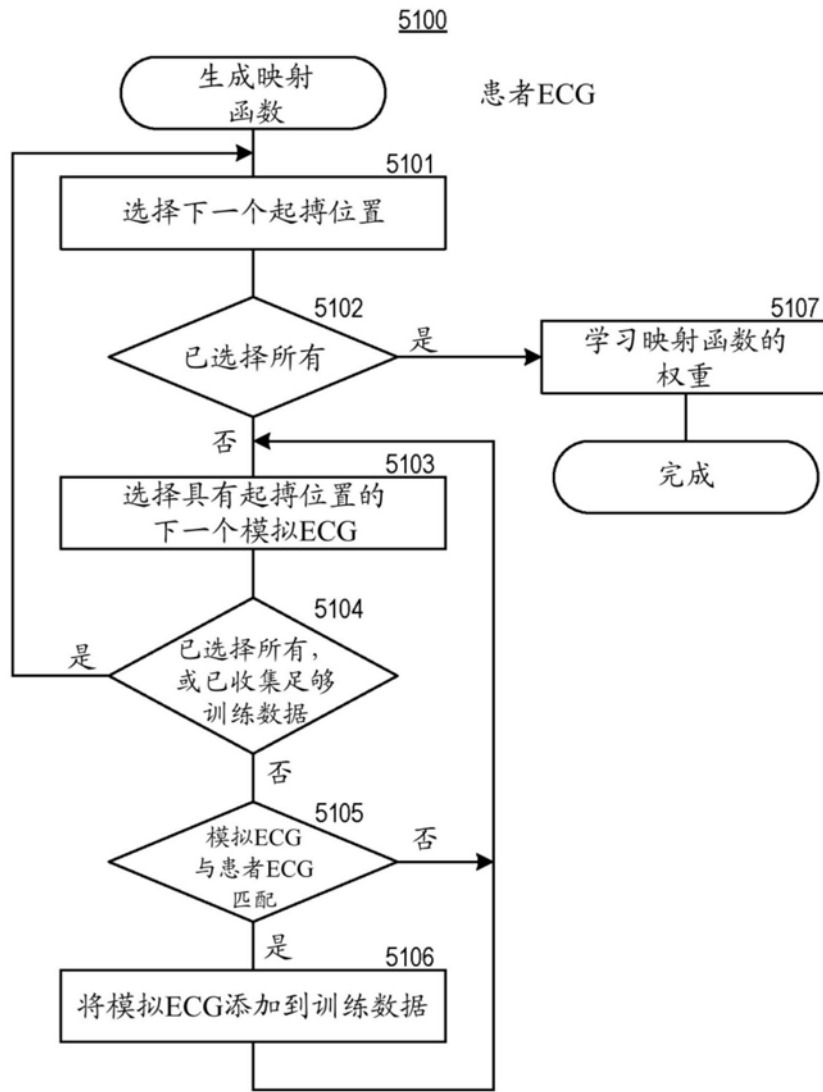 5100
生成映射
函数
患者ECG
5101
选择下一个起搏位置
5102
已选择所有
是
5107
学习映射函数的
权重
否
完成
5103
选择具有起搏位置的
下一个模拟ECG
5104
是
已选择所有，
或已收集足够
训练数据
否
5105
模拟ECG
与患者ECG
匹配
否
是
5106
将模拟ECG添加到训练数据